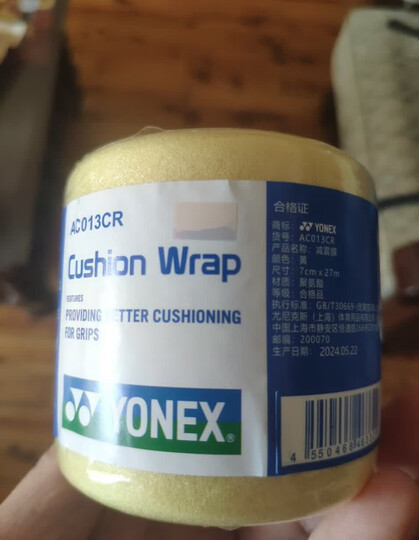 AC013CR
Cushion Wrap
FEATURES
PROVIDING BETTER CUSHIONING
FOR GRIPS
YONEX®
合格证
商标: YONEX
货号: AC013CR
产品名称: 减震膜
颜色: 黄
尺寸: 7cm x 27m
材质: 聚氨酯
等级: 合格品
执行标准: GB/T30669-
尤尼克斯（上海）体育用品有限公司
中国上海市静安区恒通路
邮编: 200070
生产日期: 2024.05.22